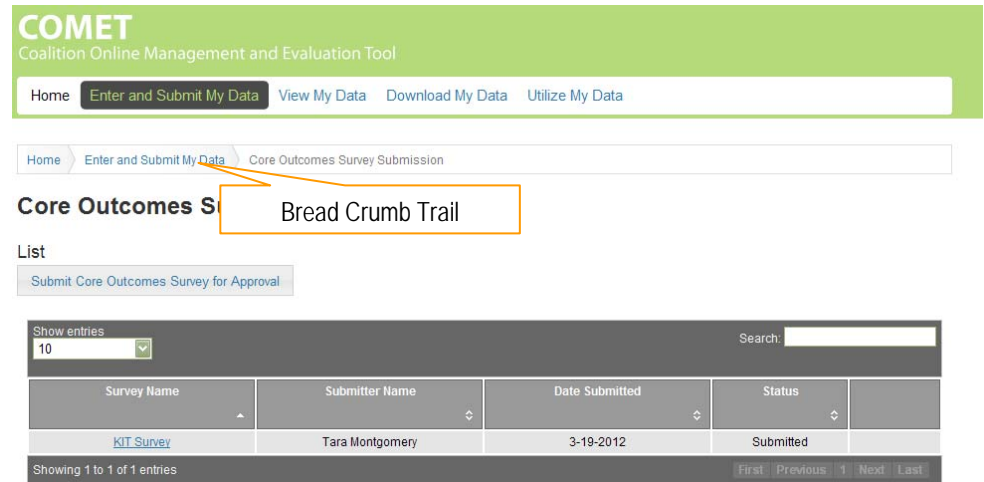 COMET
Coalition Online Management and Evaluation Tool
Home Enter and Submit My Data View My Data Download My Data Utilize My Data
Home Enter and Submit My Data Core Outcomes Survey Submission
Core Outcomes S
Bread Crumb Trail
List
Submit Core Outcomes Survey for Approval
Show entries
10
Search:
Survey Name Submitter Name Date Submitted Status
KIT Survey Tara Montgomery 3-19-2012 Submitted
Showing 1 to 1 of 1 entries First Previous 1 Next Last